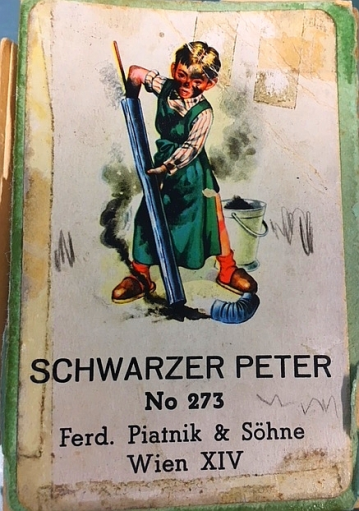 SCHWARZER PETER
No 273
Ferd. Piatnik & Söhne
Wien XIV